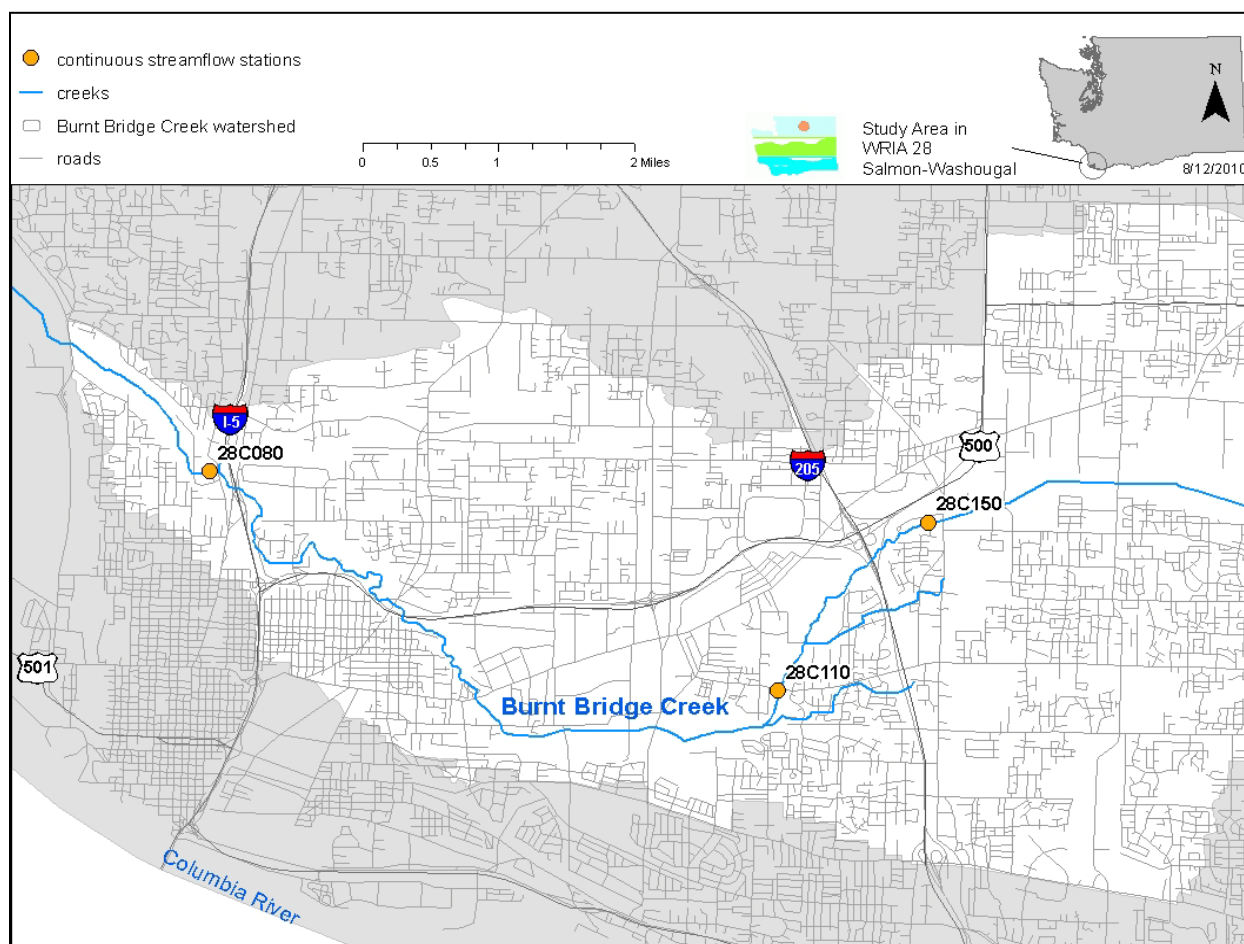 continuous streamflow stations
creeks
Burnt Bridge Creek watershed
roads
0 0.5 1 2 Miles
Study Area in
WRIA 28
Salmon-Washougal
N
8/12/2010
I-5
28C080
205
500
28C150
501
28C110
Burnt Bridge Creek
Columbia River